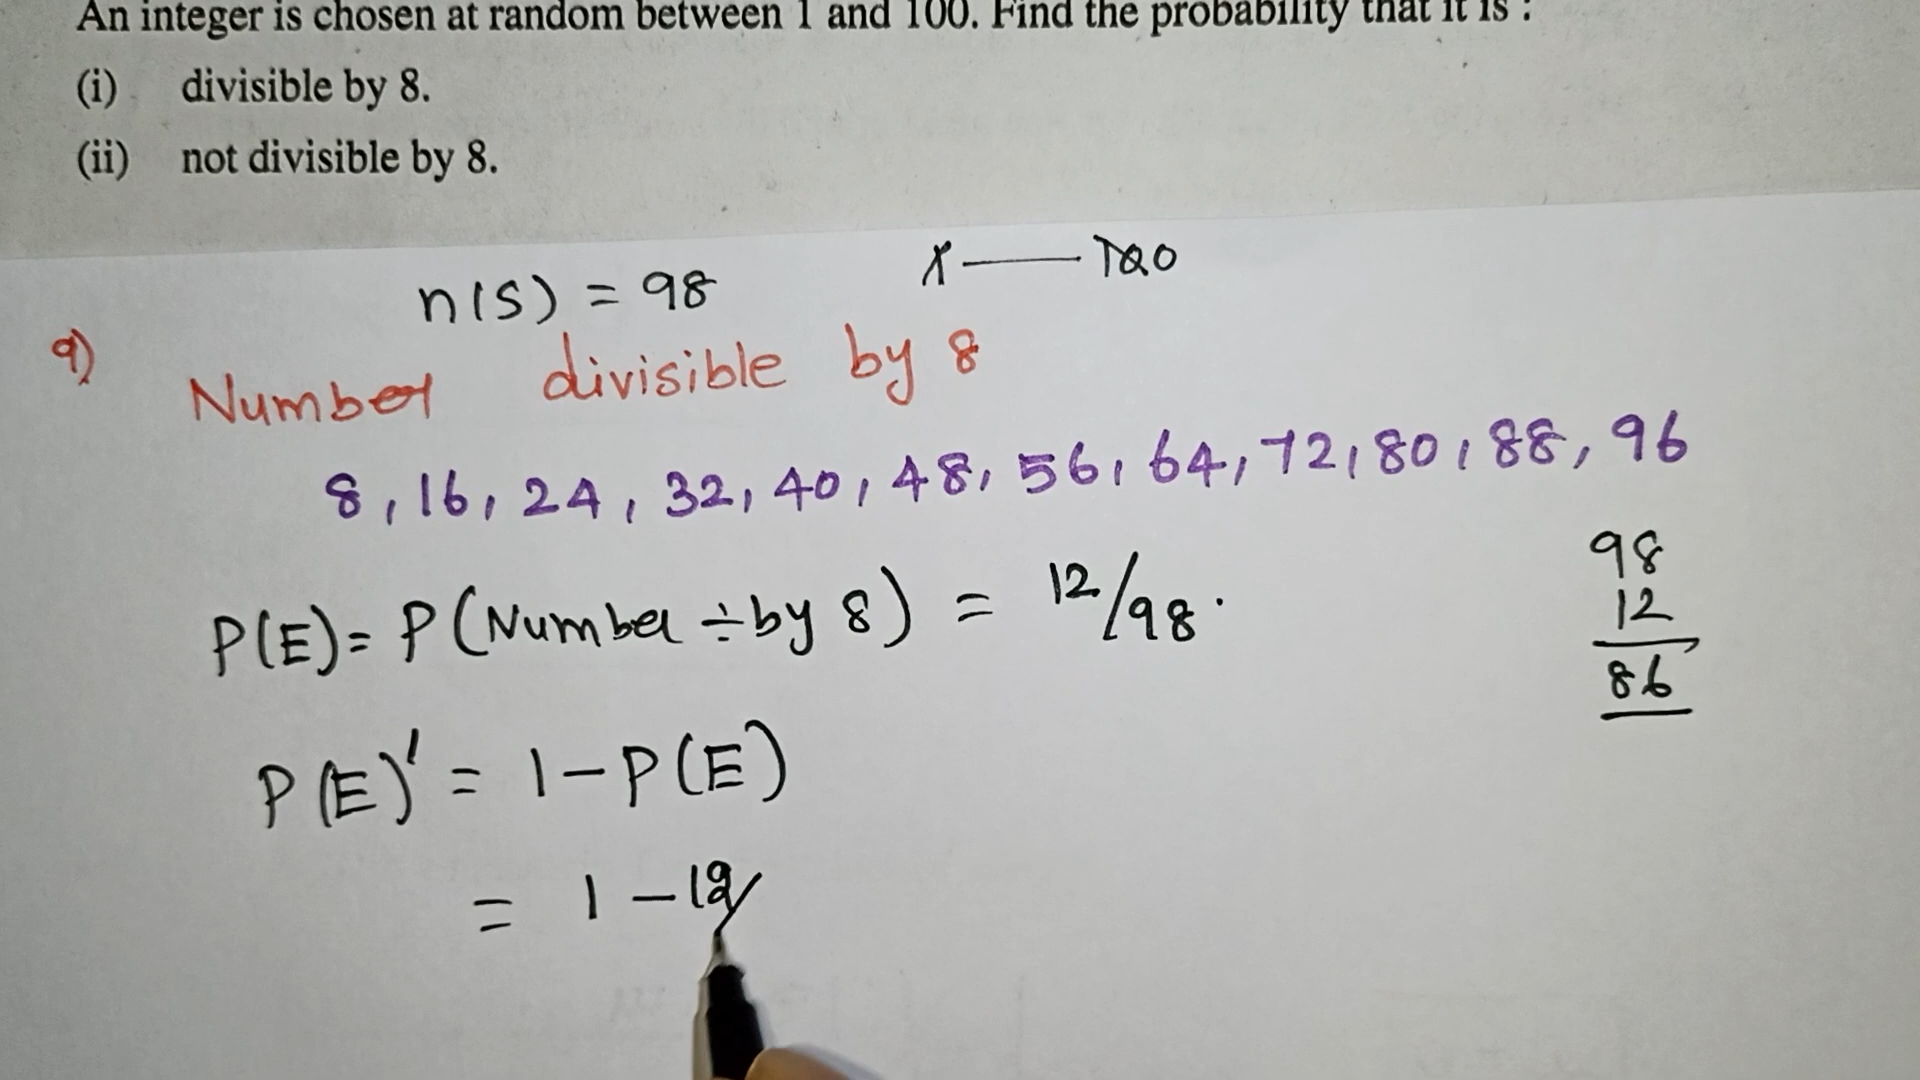 An integer is chosen at random between 1 and 100. Find the probability that it is :
(i) divisible by 8.
(ii) not divisible by 8.
n(S) = 98
1 — 100
9)
Number divisible by 8
8, 16, 24, 32, 40, 48, 56, 64, 72, 80, 88, 96
P(E) = P(Number ÷ by 8) = 12/98.
98
12
86
P(E)' = 1 - P(E)
= 1 - 12/